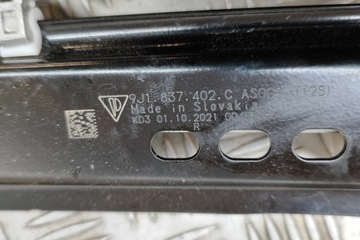 9J1.837.402.C
Made in Slovakia
KD3 01.10.2021
R